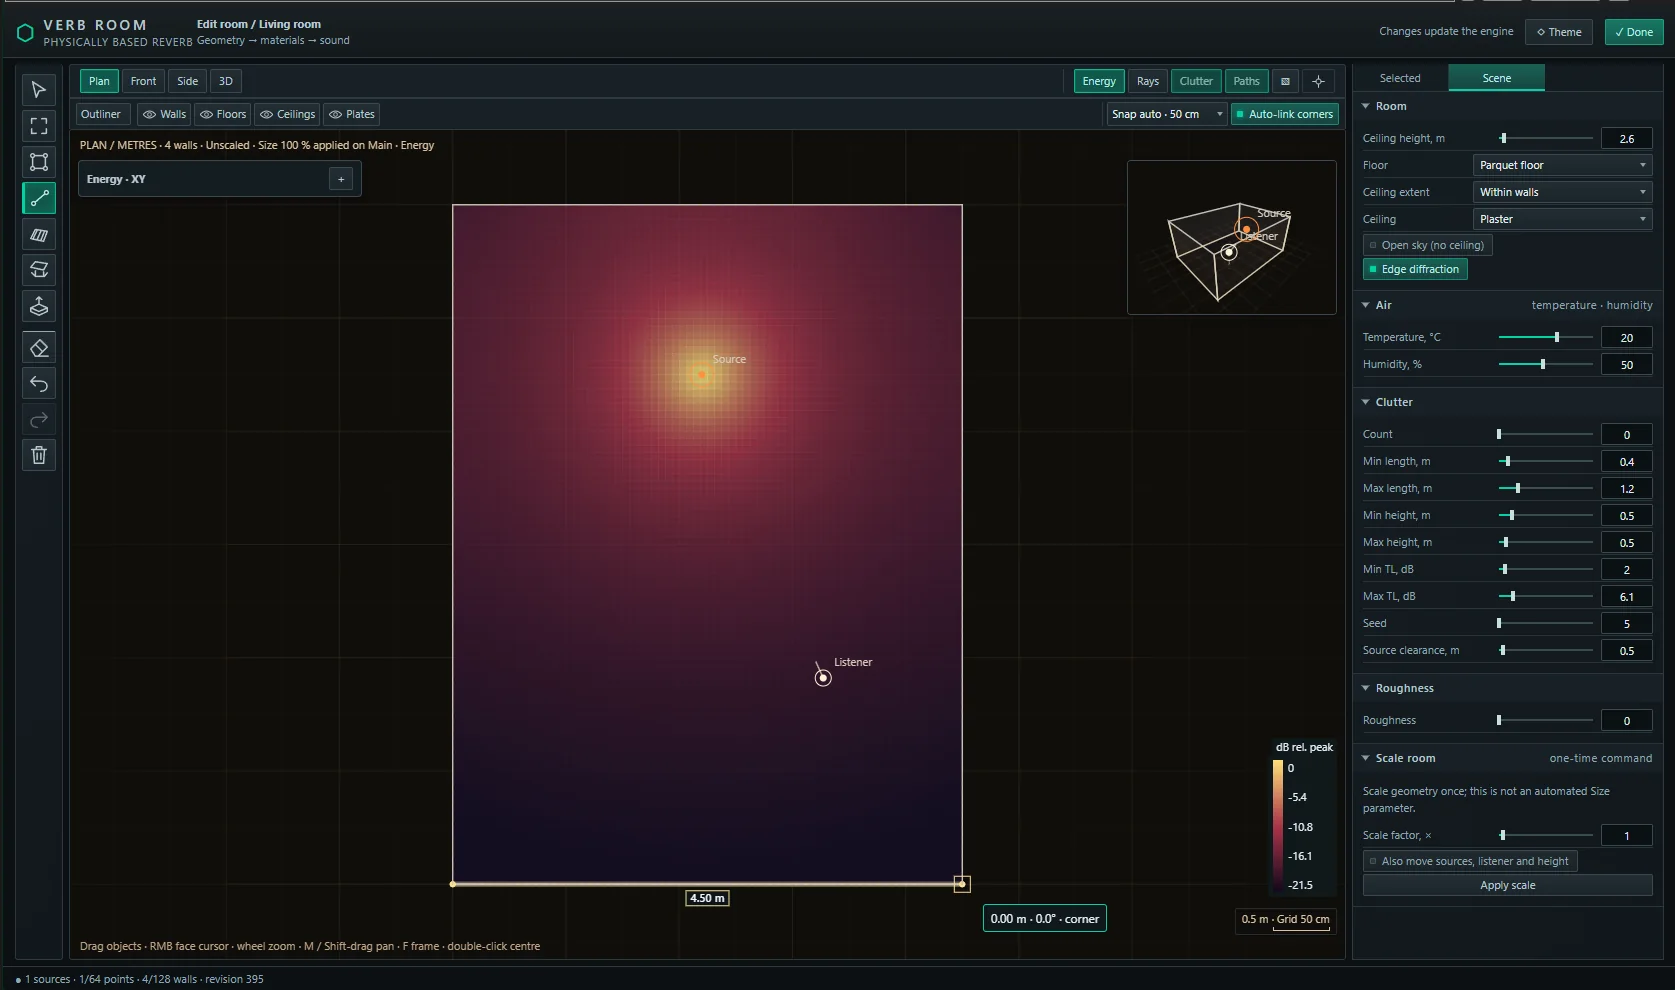 VERB ROOM
PHYSICALLY BASED REVERB
Edit room / Living room
Geometry → materials → sound
Changes update the engine
◇ Theme
✓ Done
Plan
Front
Side
3D
Energy
Rays
Clutter
Paths
Outliner
Walls
Floors
Ceilings
Plates
Snap auto · 50 cm
Auto-link corners
PLAN / METRES · 4 walls · Unscaled · Size 100 % applied on Main · Energy
Energy · XY
+
Source
Listener
Source
Listener
4.50 m
0.00 m · 0.0° · corner
dB rel. peak
0
-5.4
-10.8
-16.1
-21.5
0.5 m · Grid 50 cm
Drag objects · RMB face cursor · wheel zoom · M / Shift-drag pan · F frame · double-click centre
Selected
Scene
Room
Ceiling height, m
2.6
Floor
Parquet floor
Ceiling extent
Within walls
Ceiling
Plaster
Open sky (no ceiling)
Edge diffraction
Air
temperature · humidity
Temperature, °C
20
Humidity, %
50
Clutter
Count
0
Min length, m
0.4
Max length, m
1.2
Min height, m
0.5
Max height, m
0.5
Min TL, dB
2
Max TL, dB
6.1
Seed
5
Source clearance, m
0.5
Roughness
Roughness
0
Scale room
one-time command
Scale geometry once; this is not an automated Size
parameter.
Scale factor, ×
1
Also move sources, listener and height
Apply scale
1 sources · 1/64 points · 4/128 walls · revision 395